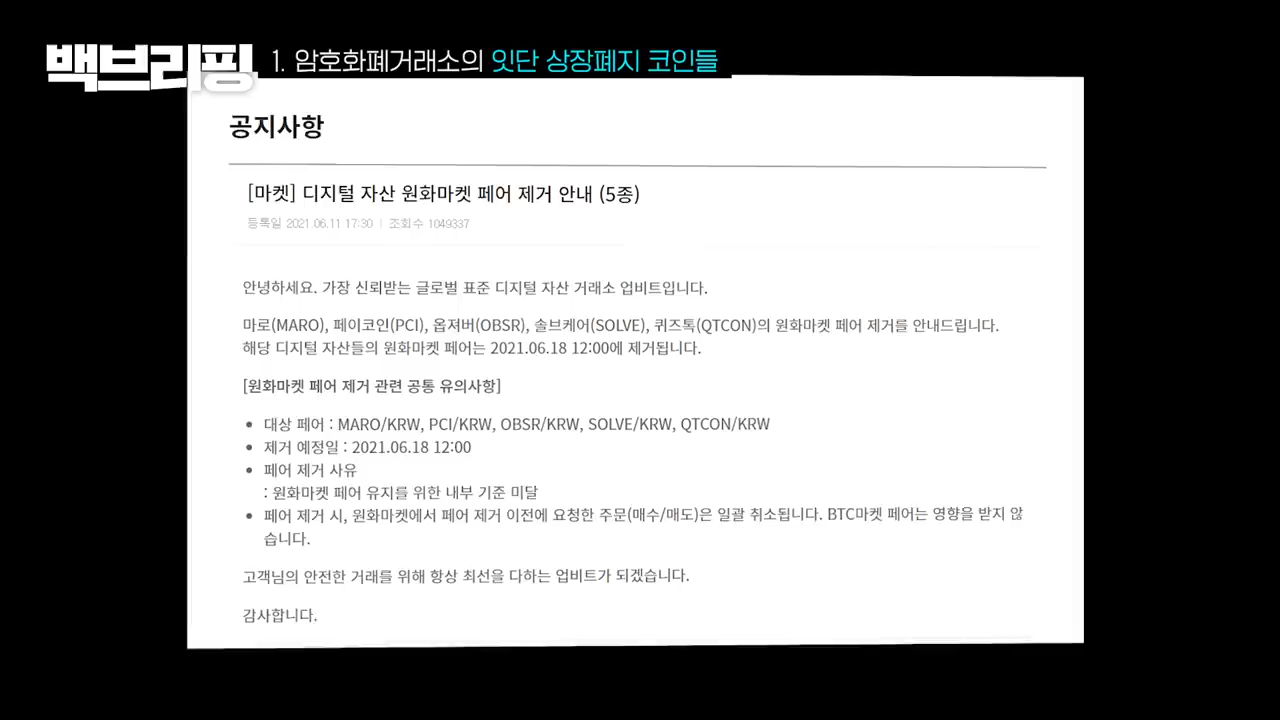 백브리핑 1. 암호화폐거래소의 잇단 상장폐지 코인들
공지사항
[마켓] 디지털 자산 원화마켓 페어 제거 안내 (5종)
등록일 2021.06.11 17:30 | 조회수 1049337
안녕하세요. 가장 신뢰받는 글로벌 표준 디지털 자산 거래소 업비트입니다.
마로(MARO), 페이코인(PCI), 옵져버(OBSR), 솔브케어(SOLVE), 퀴즈톡(QTCON)의 원화마켓 페어 제거를 안내드립니다.
해당 디지털 자산들의 원화마켓 페어는 2021.06.18 12:00에 제거됩니다.
[원화마켓 페어 제거 관련 공통 유의사항]
• 대상 페어 : MARO/KRW, PCI/KRW, OBSR/KRW, SOLVE/KRW, QTCON/KRW
• 제거 예정일 : 2021.06.18 12:00
• 페어 제거 사유
: 원화마켓 페어 유지를 위한 내부 기준 미달
• 페어 제거 시, 원화마켓에서 페어 제거 이전에 요청한 주문(매수/매도)은 일괄 취소됩니다. BTC마켓 페어는 영향을 받지 않
습니다.
고객님의 안전한 거래를 위해 항상 최선을 다하는 업비트가 되겠습니다.
감사합니다.